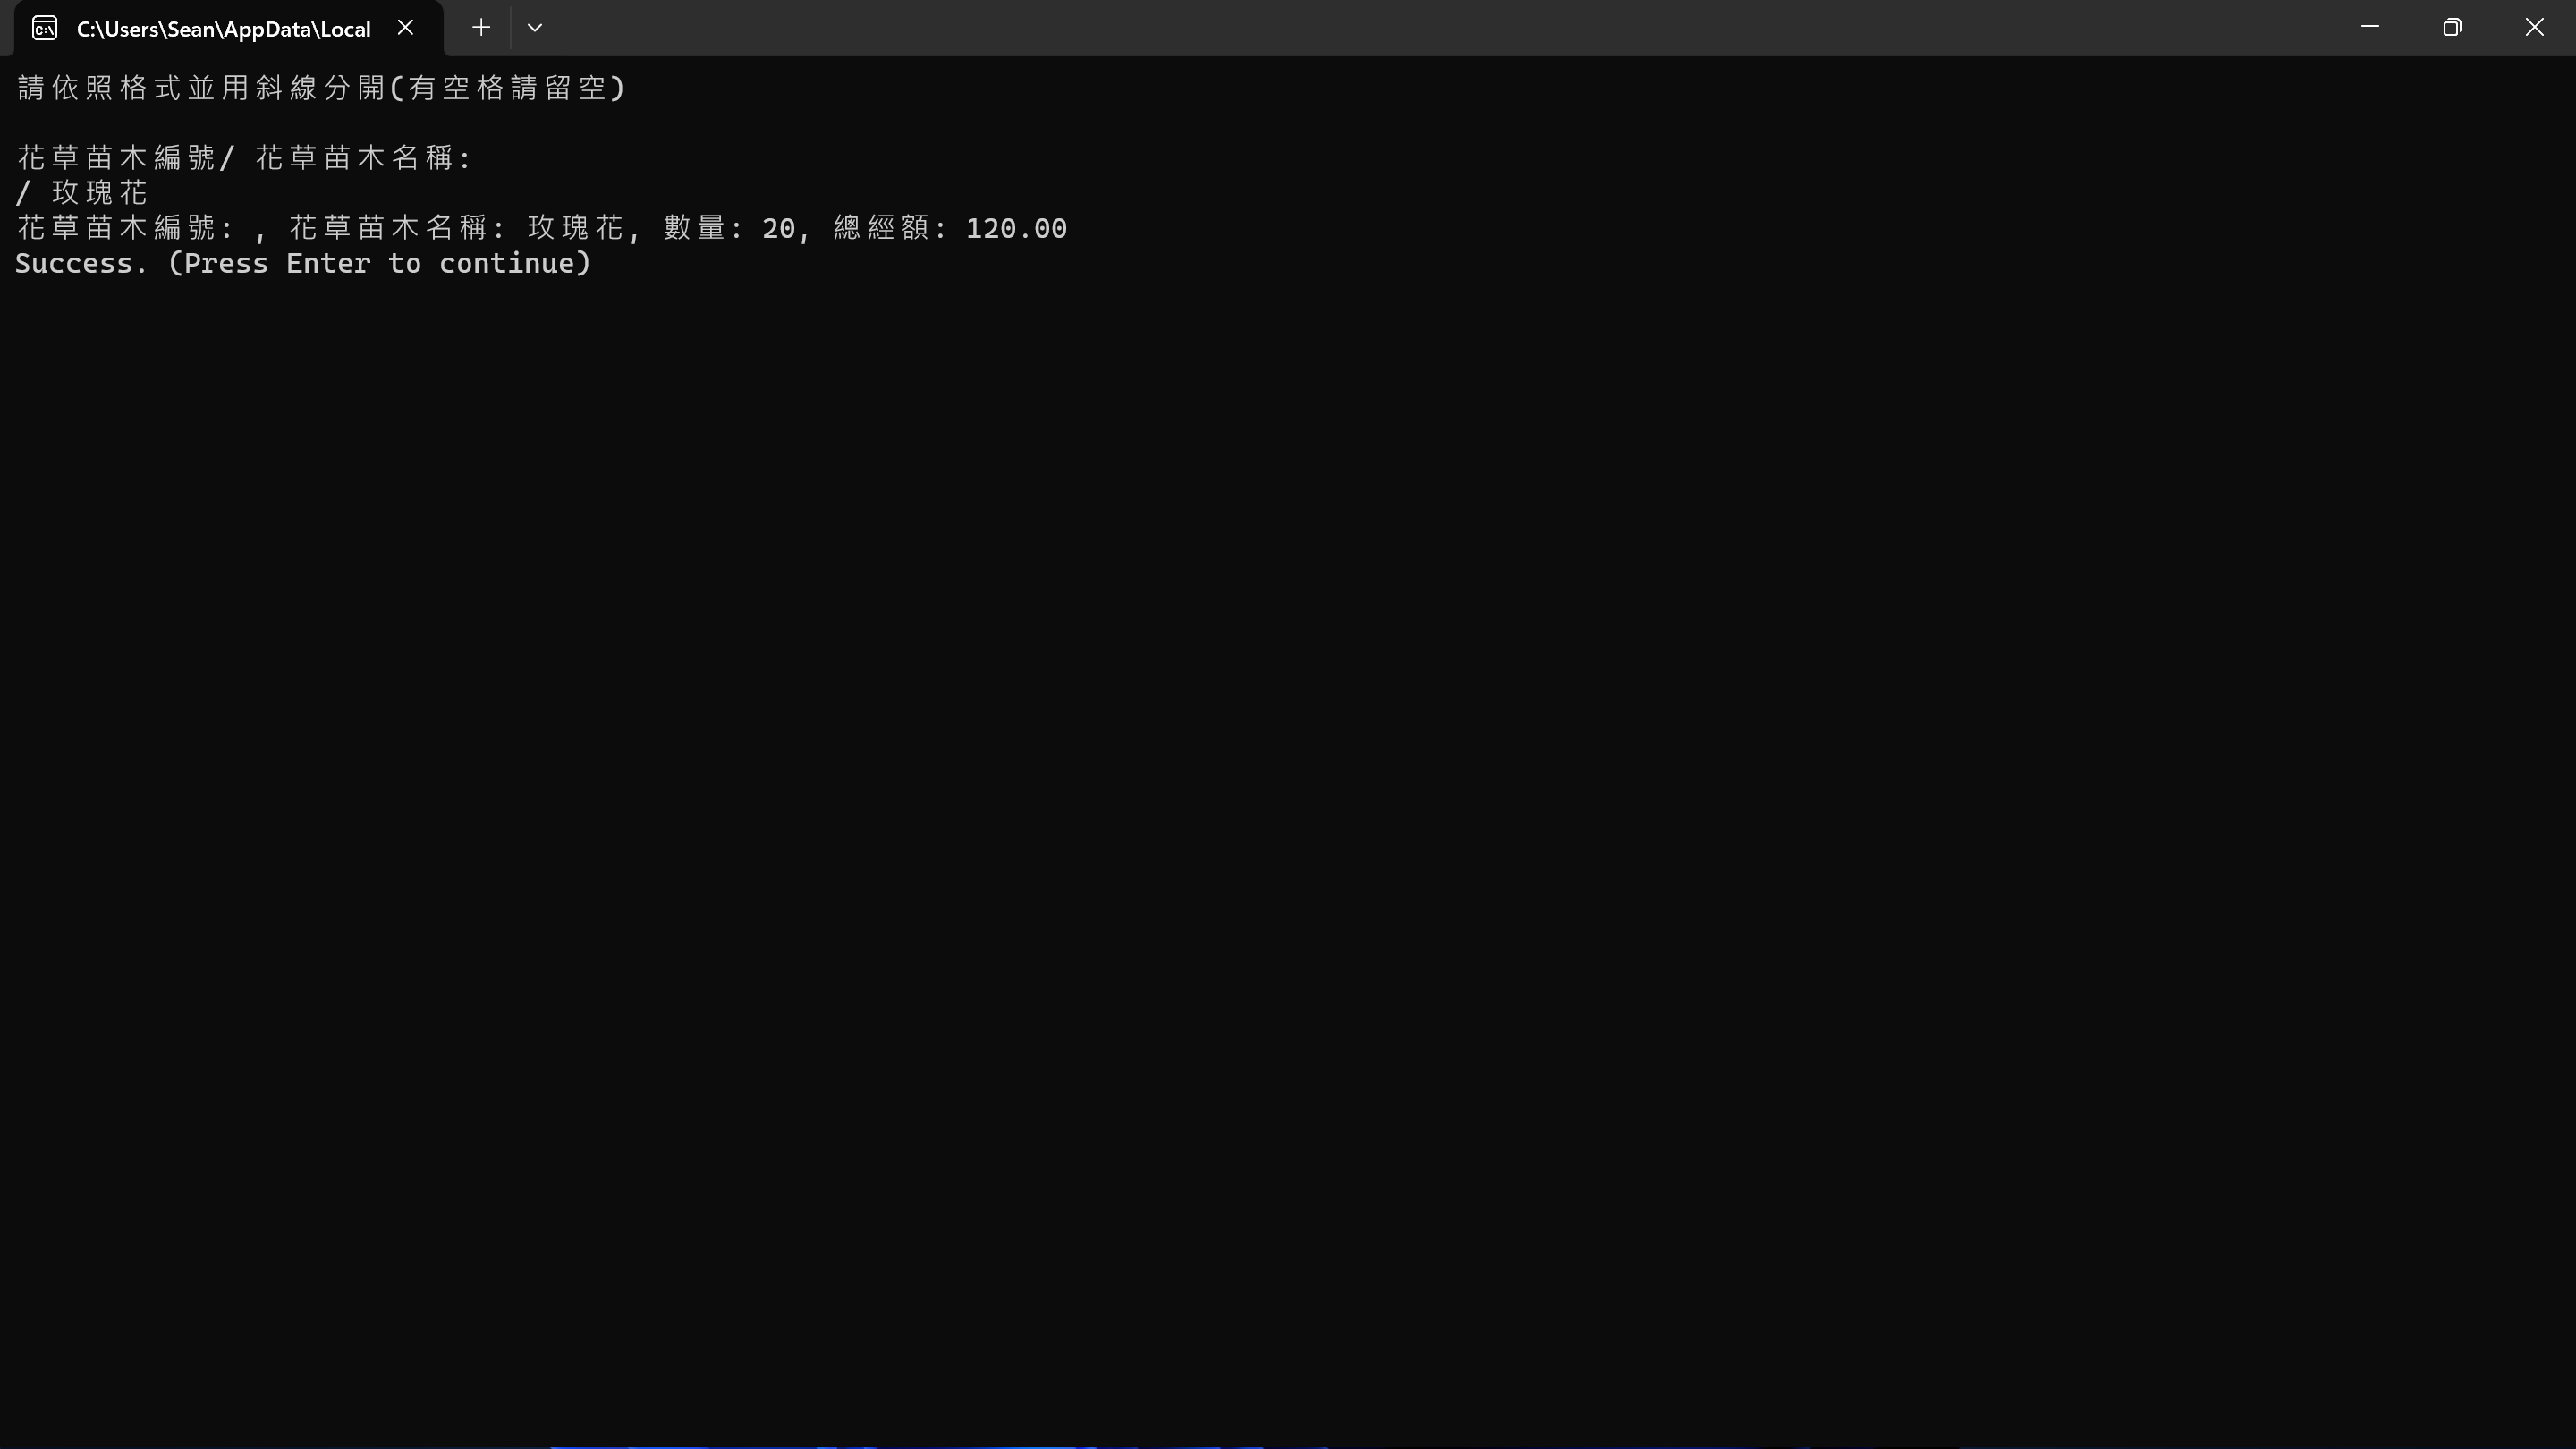 C:\Users\Sean\AppData\Local
請依照格式並用斜線分開(有空格請留空)
花草苗木編號/ 花草苗木名稱:
/ 玫瑰花
花草苗木編號: , 花草苗木名稱: 玫瑰花, 數量: 20, 總經額: 120.00
Success. (Press Enter to continue)